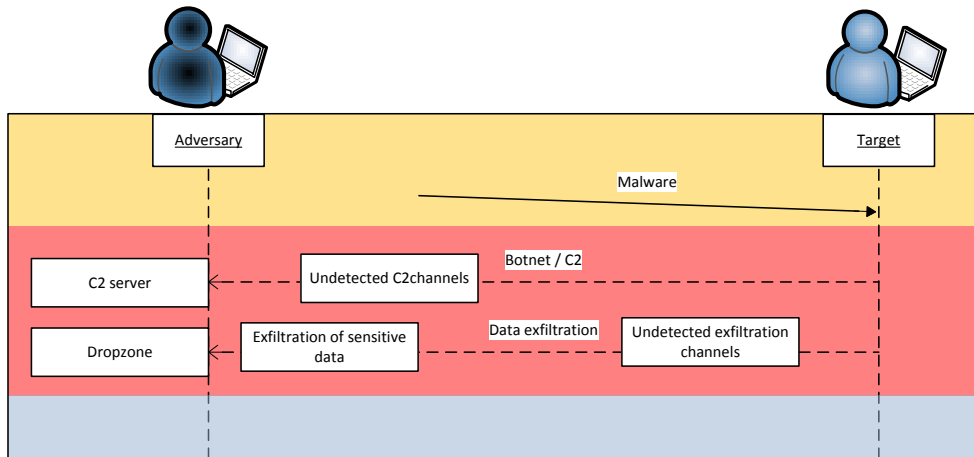 Adversary
Target
Malware
Botnet / C2
C2 server
Undetected C2channels
Data exfiltration
Dropzone
Exfiltration of sensitive
data
Undetected exfiltration
channels